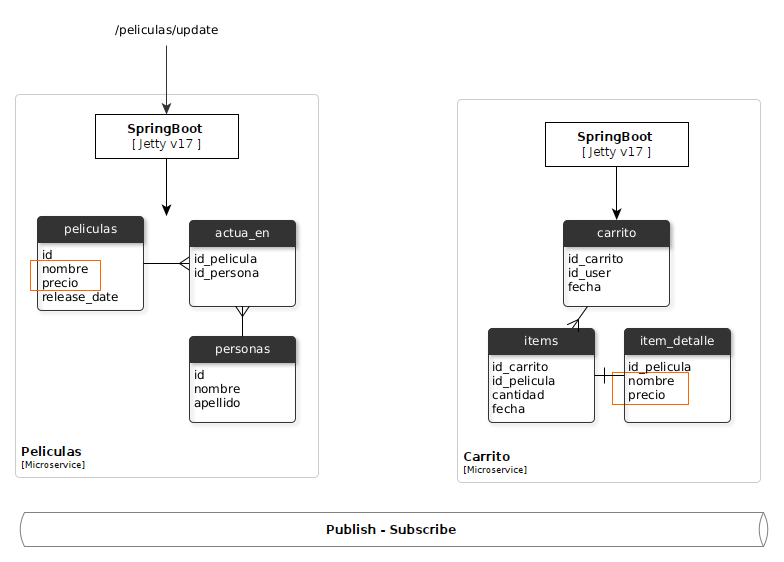 /peliculas/update
SpringBoot
[ Jetty v17 ]
peliculas
id
nombre
precio
release_date
actua_en
id_pelicula
id_persona
personas
id
nombre
apellido
Peliculas
[Microservice]
SpringBoot
[ Jetty v17 ]
carrito
id_carrito
id_user
fecha
items
id_carrito
id_pelicula
cantidad
fecha
item_detalle
id_pelicula
nombre
precio
Carrito
[Microservice]
Publish - Subscribe